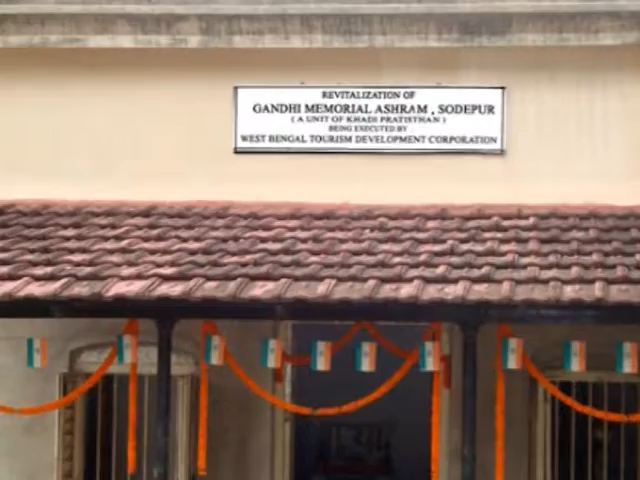 REVITALIZATION OF
GANDHI MEMORIAL ASHRAM , SODEPUR
( A UNIT OF KHADI PRATISTHAN )
BEING EXECUTED BY
WEST BENGAL TOURISM DEVELOPMENT CORPORATION